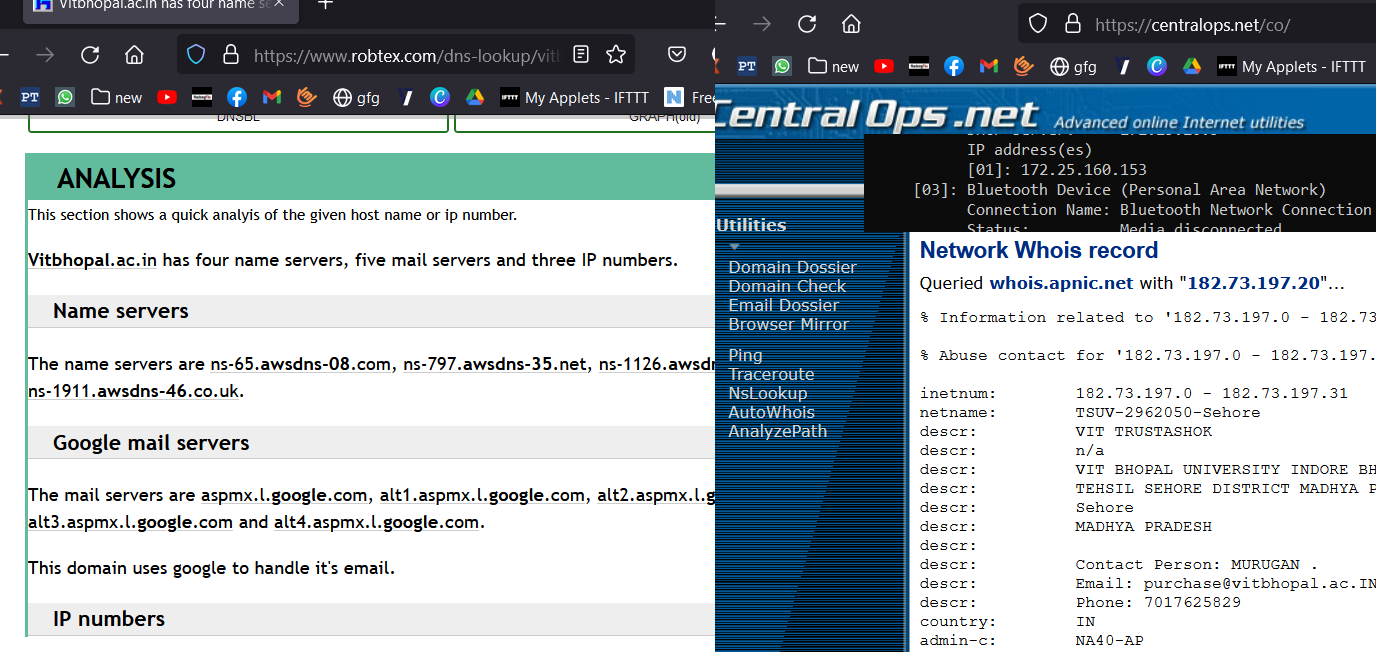 Vitbhopal.ac.in has four name se
https://www.robtex.com/dns-lookup/vitb
PT new gfg My Applets - IFTTT Free
DNSBL GRAPH(old)
ANALYSIS
This section shows a quick analyis of the given host name or ip number.
Vitbhopal.ac.in has four name servers, five mail servers and three IP numbers.
Name servers
The name servers are ns-65.awsdns-08.com, ns-797.awsdns-35.net, ns-1126.awsdn
ns-1911.awsdns-46.co.uk.
Google mail servers
The mail servers are aspmx.l.google.com, alt1.aspmx.l.google.com, alt2.aspmx.l.g
alt3.aspmx.l.google.com and alt4.aspmx.l.google.com.
This domain uses google to handle it's email.
IP numbers
https://centralops.net/co/
PT new gfg IFTTT My Applets - IFTTT
CentralOps.net Advanced online Internet utilities
IP address(es)
[01]: 172.25.160.153
[03]: Bluetooth Device (Personal Area Network)
Connection Name: Bluetooth Network Connection
Status: Media disconnected
Utilities
Domain Dossier
Domain Check
Email Dossier
Browser Mirror
Ping
Traceroute
NsLookup
AutoWhois
AnalyzePath
Network Whois record
Queried whois.apnic.net with "182.73.197.20"...
% Information related to '182.73.197.0 - 182.73
% Abuse contact for '182.73.197.0 - 182.73.197.
inetnum: 182.73.197.0 - 182.73.197.31
netname: TSUV-2962050-Sehore
descr: VIT TRUSTASHOK
descr: n/a
descr: VIT BHOPAL UNIVERSITY INDORE BH
descr: TEHSIL SEHORE DISTRICT MADHYA P
descr: Sehore
descr: MADHYA PRADESH
descr:
descr: Contact Person: MURUGAN .
descr: Email: purchase@vitbhopal.ac.IN
descr: Phone: 7017625829
country: IN
admin-c: NA40-AP